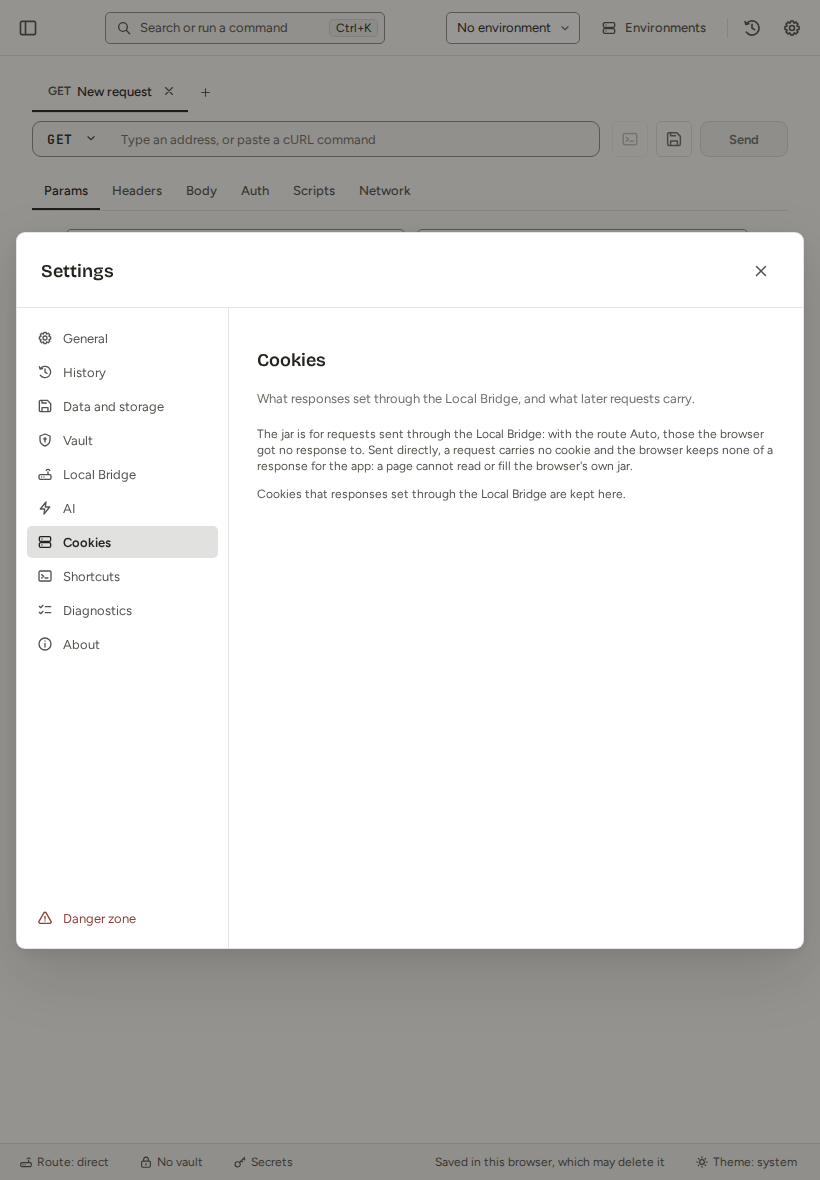 Search or run a command
Ctrl+K
No environment
Environments
GET New request
GET
Type an address, or paste a cURL command
Send
Params
Headers
Body
Auth
Scripts
Network
Settings
General
History
Data and storage
Vault
Local Bridge
AI
Cookies
Shortcuts
Diagnostics
About
Danger zone
Cookies
What responses set through the Local Bridge, and what later requests carry.
The jar is for requests sent through the Local Bridge: with the route Auto, those the browser
got no response to. Sent directly, a request carries no cookie and the browser keeps none of a
response for the app: a page cannot read or fill the browser's own jar.
Cookies that responses set through the Local Bridge are kept here.
Route: direct
No vault
Secrets
Saved in this browser, which may delete it
Theme: system